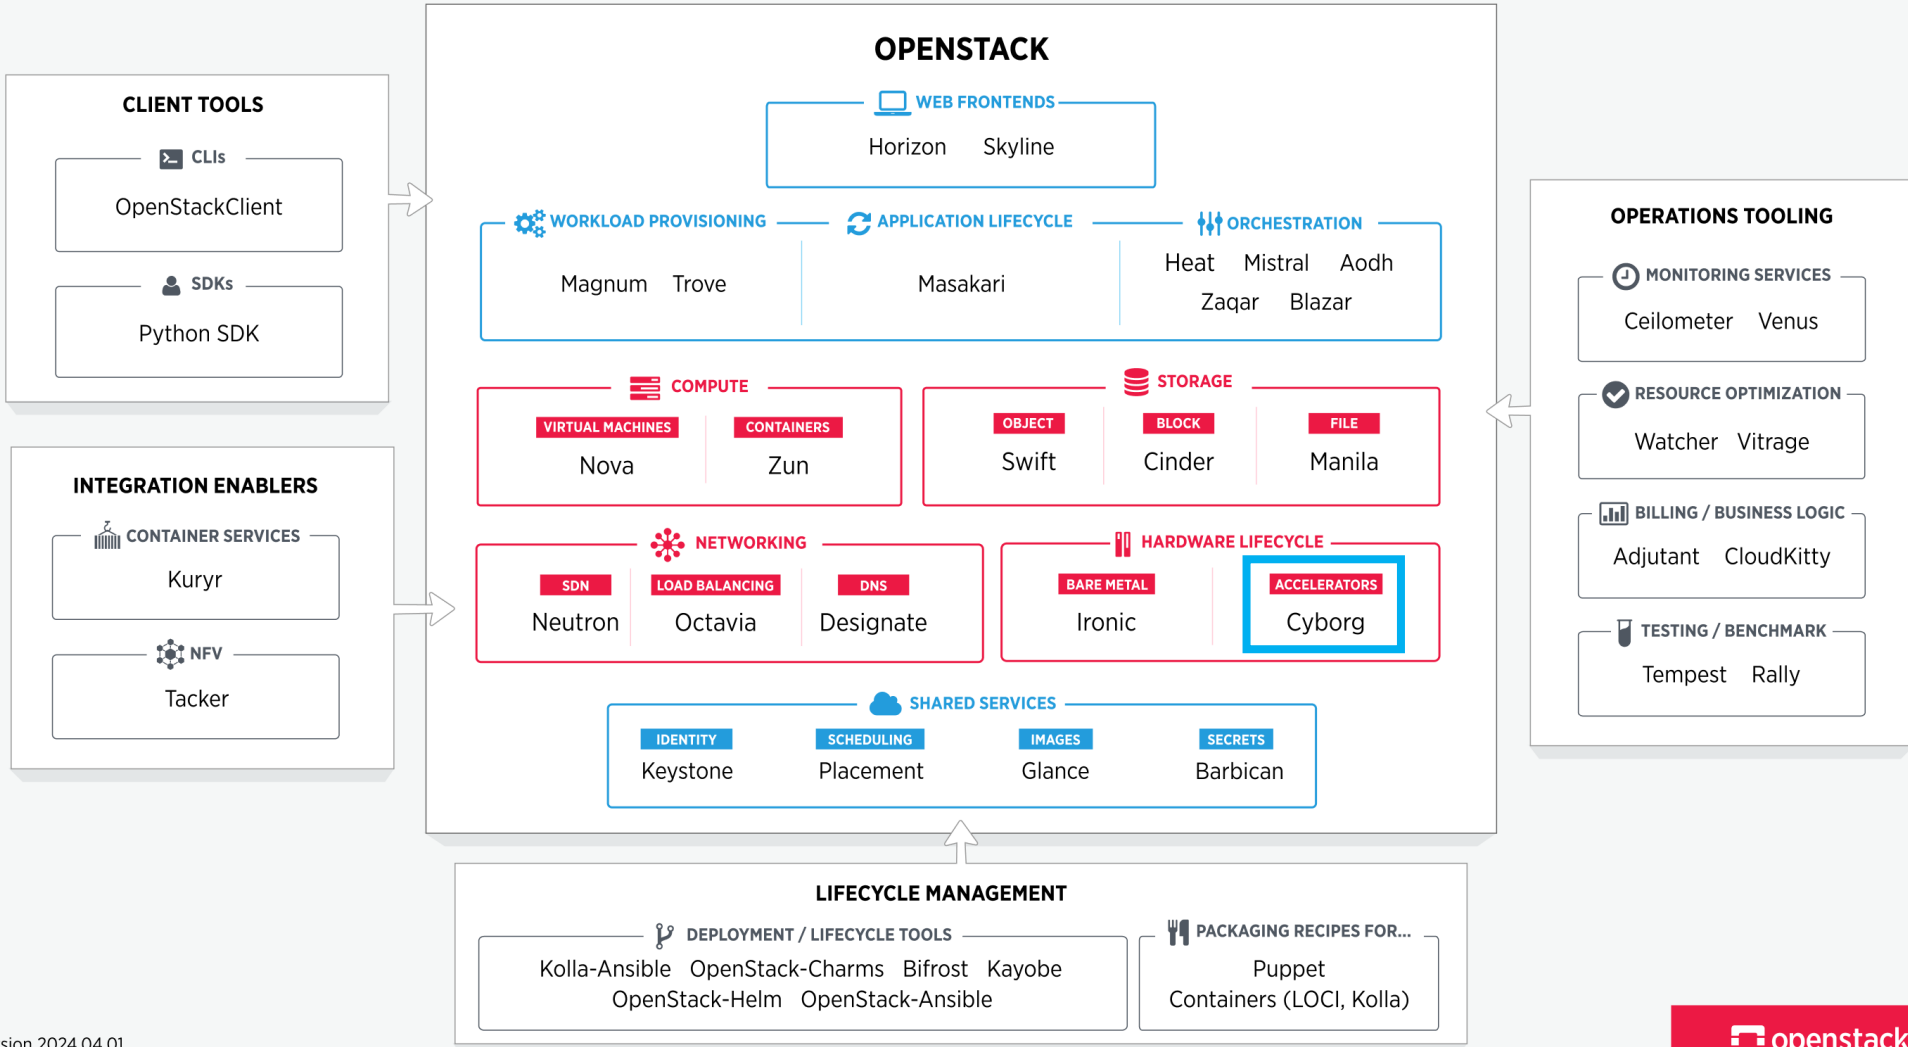 OPENSTACK
WEB FRONTENDS
Horizon Skyline
WORKLOAD PROVISIONING
Magnum Trove
APPLICATION LIFECYCLE
Masakari
ORCHESTRATION
Heat Mistral Aodh
Zaqar Blazar
COMPUTE
VIRTUAL MACHINES
Nova
CONTAINERS
Zun
STORAGE
OBJECT
Swift
BLOCK
Cinder
FILE
Manila
NETWORKING
SDN
Neutron
LOAD BALANCING
Octavia
DNS
Designate
HARDWARE LIFECYCLE
BARE METAL
Ironic
ACCELERATORS
Cyborg
SHARED SERVICES
IDENTITY
Keystone
SCHEDULING
Placement
IMAGES
Glance
SECRETS
Barbican
CLIENT TOOLS
CLIs
OpenStackClient
SDKs
Python SDK
INTEGRATION ENABLERS
CONTAINER SERVICES
Kuryr
NFV
Tacker
OPERATIONS TOOLING
MONITORING SERVICES
Ceilometer Venus
RESOURCE OPTIMIZATION
Watcher Vitrage
BILLING / BUSINESS LOGIC
Adjutant CloudKitty
TESTING / BENCHMARK
Tempest Rally
LIFECYCLE MANAGEMENT
DEPLOYMENT / LIFECYCLE TOOLS
Kolla-Ansible OpenStack-Charms Bifrost Kayobe
OpenStack-Helm OpenStack-Ansible
PACKAGING RECIPES FOR...
Puppet
Containers (LOCI, Kolla)
sion 2024.04.01
openstack